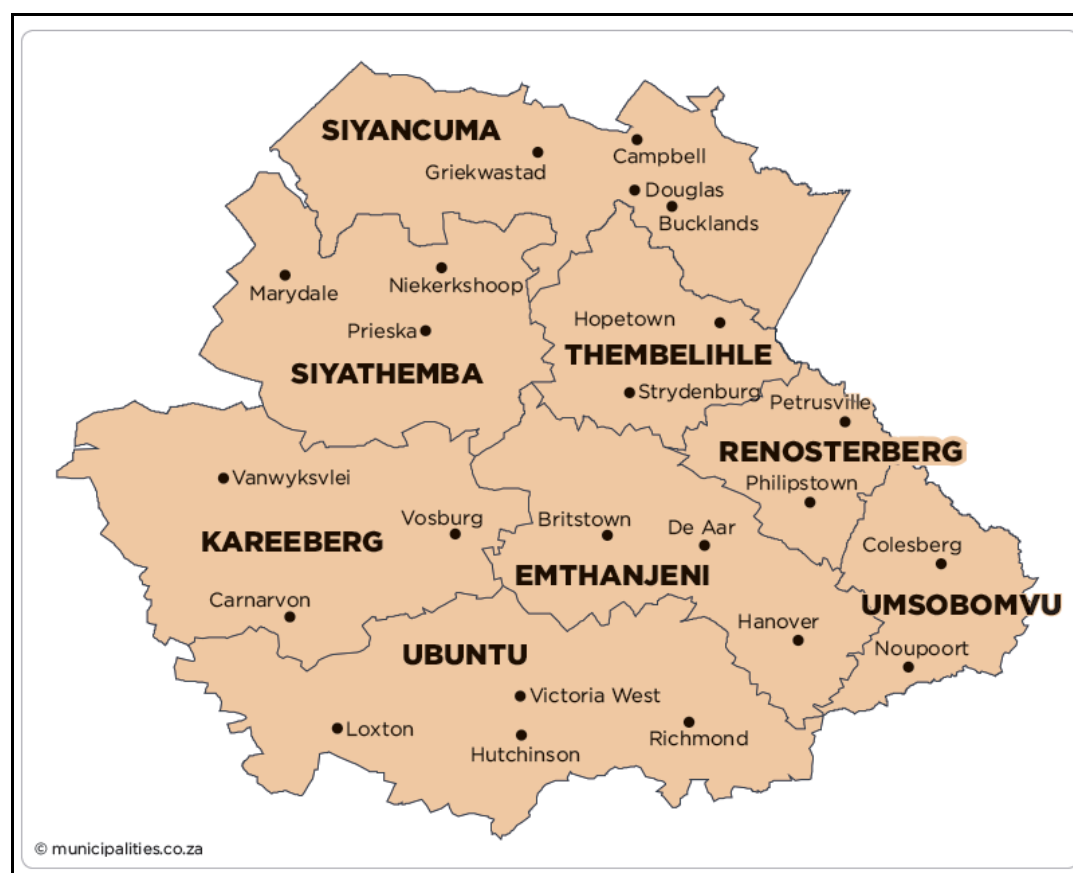 SIYANCUMA
Griekwastad
Campbell
Douglas
Bucklands
Marydale
Niekerkshoop
Prieska
SIYATHEMBA
Hopetown
THEMBELIHLE
Strydenburg
Petrusville
RENOSTERBERG
Philipstown
Vanwyksvlei
Vosburg
KAREEBERG
Carnarvon
Britstown
De Aar
EMTHANJENI
Hanover
Colesberg
UMSOBOMVU
Noupoort
UBUNTU
Victoria West
Loxton
Hutchinson
Richmond
© municipalities.co.za